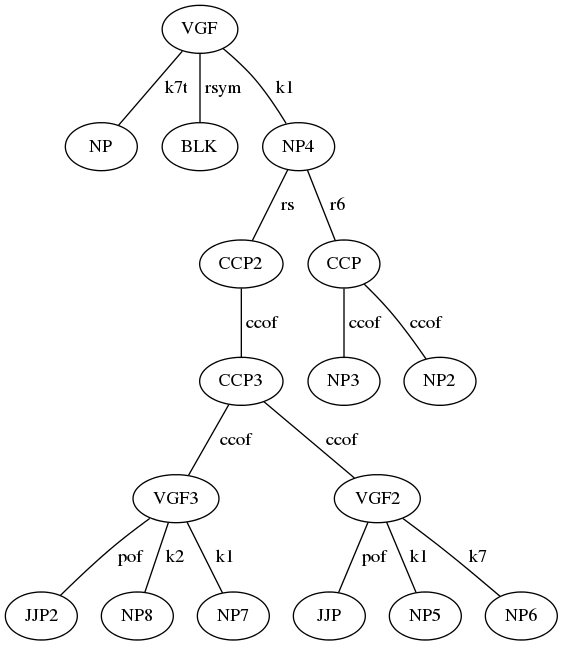 VGF
k7t rsym k1
NP BLK NP4
rs r6
CCP2 CCP
ccof ccof ccof
CCP3 NP3 NP2
ccof ccof
VGF3 VGF2
pof k2 k1 pof k1 k7
JJP2 NP8 NP7 JJP NP5 NP6